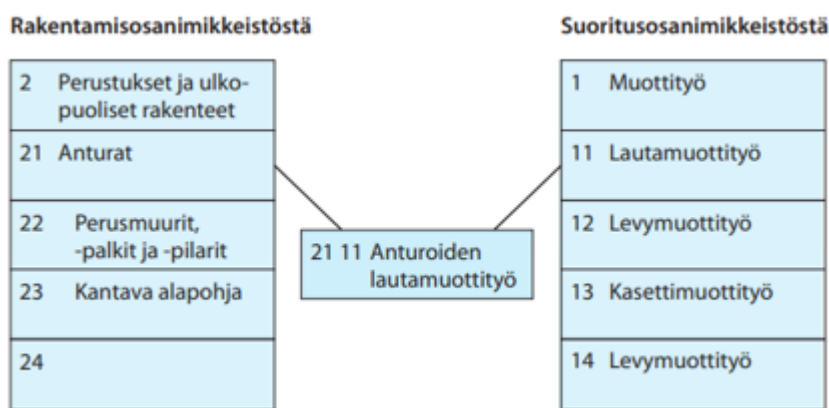 Rakentamisosanimikkeistöstä
2 Perustukset ja ulko-
puoliset rakenteet
21 Anturat
22 Perusmuurit,
-palkit ja -pilarit
23 Kantava alapohja
24
21 11 Anturoiden
lautamuottityö
Suoritusosanimikkeistöstä
1 Muottityö
11 Lautamuottityö
12 Levymuottityö
13 Kasettimuottityö
14 Levymuottityö